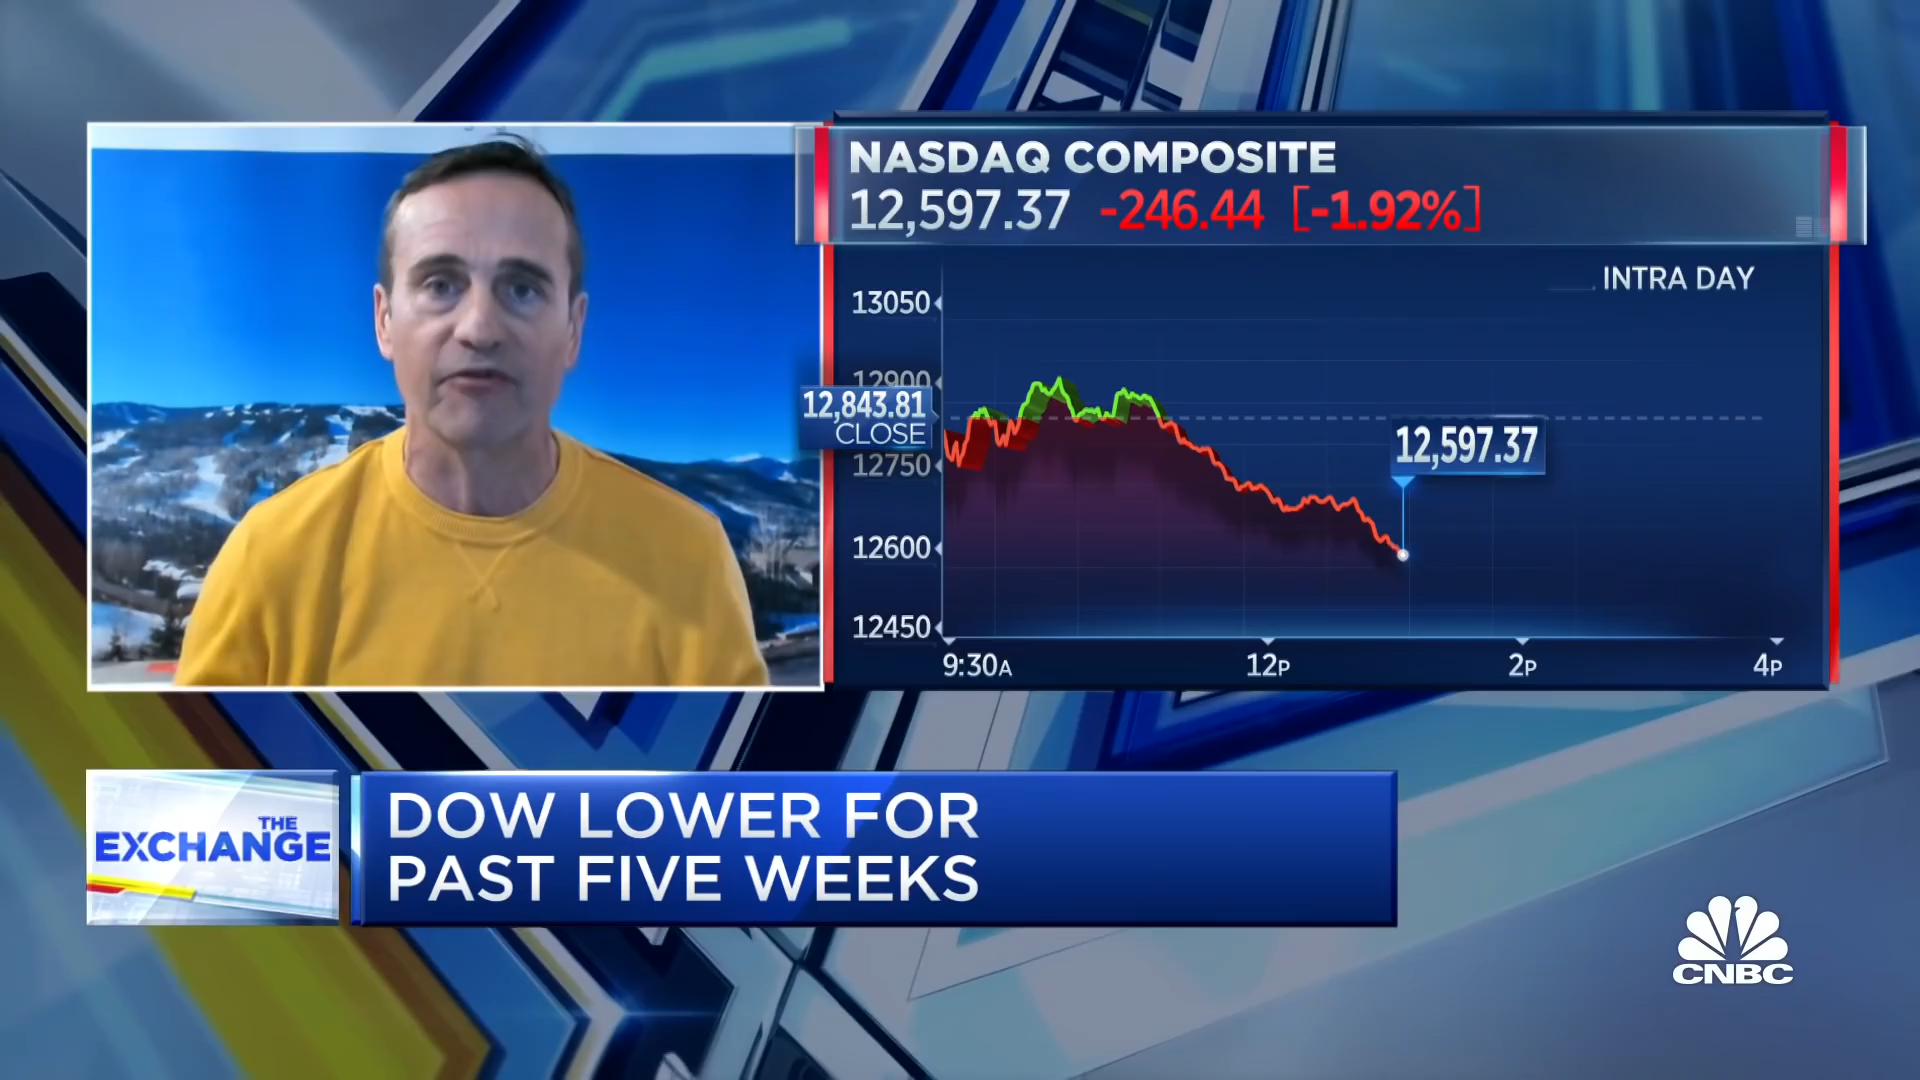 NASDAQ COMPOSITE
12,597.37 -246.44 [-1.92%]
INTRA DAY
13050
12900
12,843.81
CLOSE
12750
12600
12450
12,597.37
9:30A 12P 2P 4P
THE
EXCHANGE
DOW LOWER FOR
PAST FIVE WEEKS
CNBC